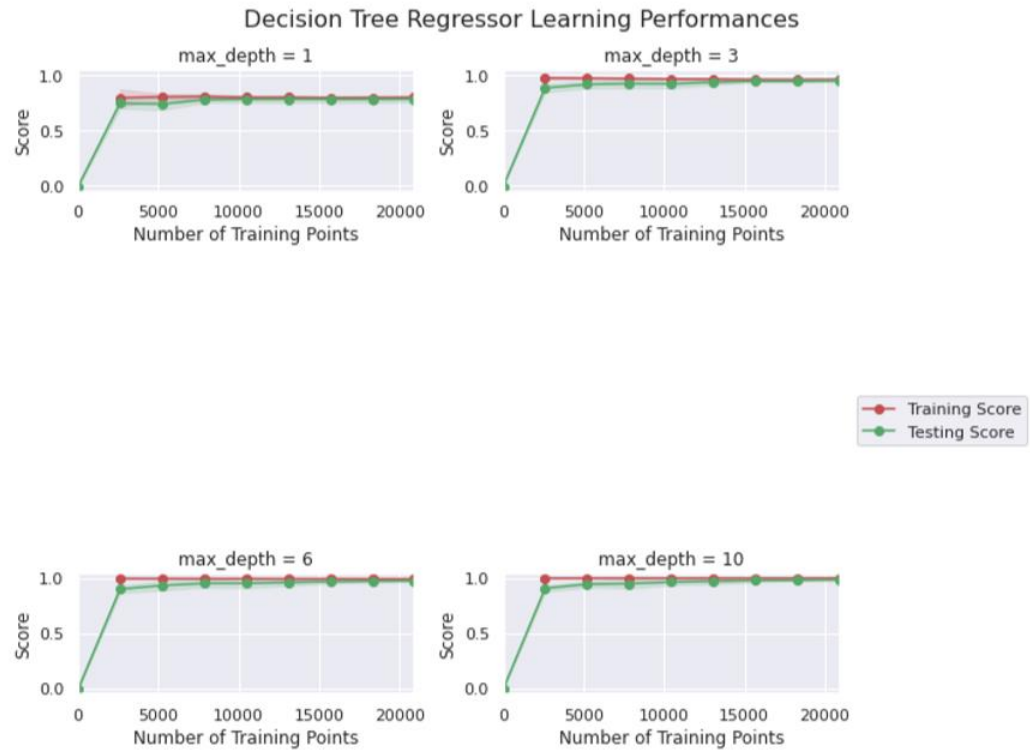 Decision Tree Regressor Learning Performances
max_depth = 1
1.0
0.5
0.0
Score
0 5000 10000 15000 20000
Number of Training Points
max_depth = 3
1.0
0.5
0.0
Score
0 5000 10000 15000 20000
Number of Training Points
Training Score
Testing Score
max_depth = 6
1.0
0.5
0.0
Score
0 5000 10000 15000 20000
Number of Training Points
max_depth = 10
1.0
0.5
0.0
Score
0 5000 10000 15000 20000
Number of Training Points